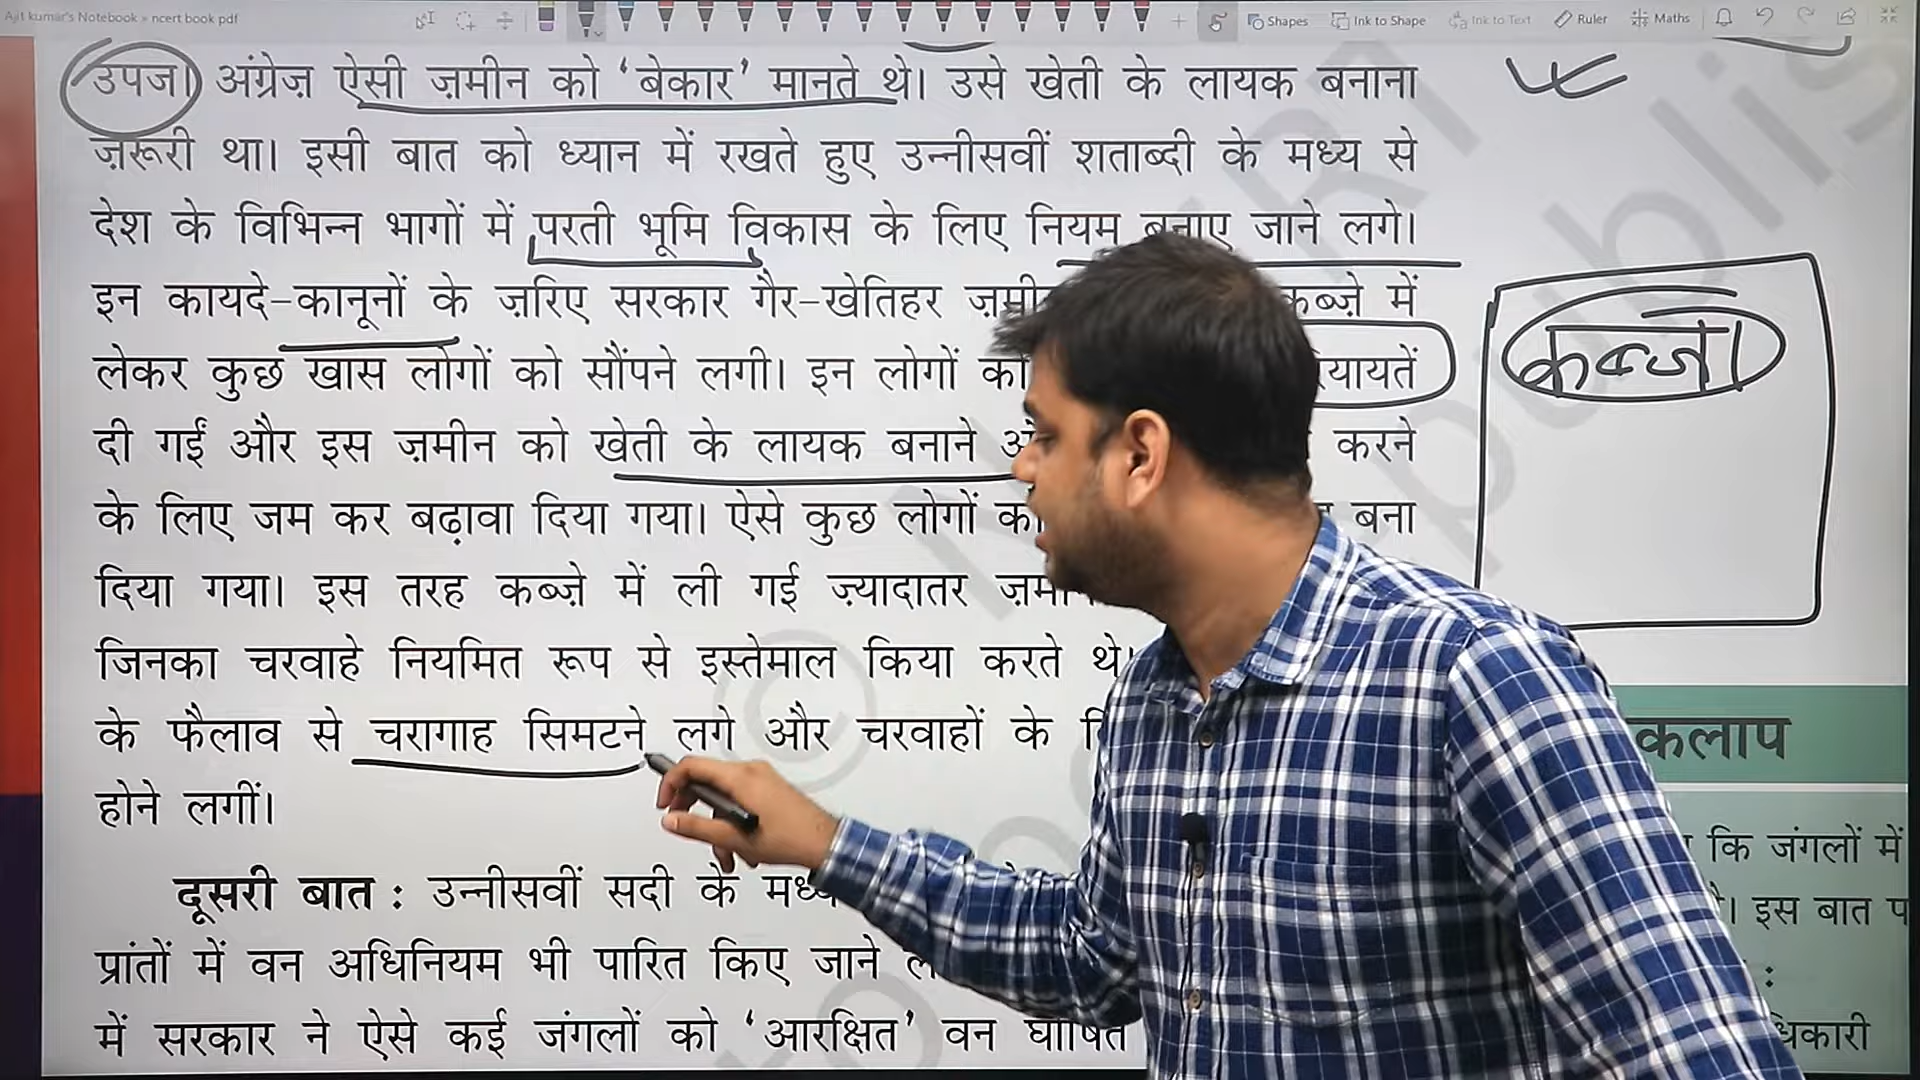 Ajit kumar's Notebook » ncert book pdf
Shapes Ink to Shape Ink to Text Ruler Maths
उपज। अंग्रेज़ ऐसी ज़मीन को ‘बेकार’ मानते थे। उसे खेती के लायक बनाना
ज़रूरी था। इसी बात को ध्यान में रखते हुए उन्नीसवीं शताब्दी के मध्य से
देश के विभिन्न भागों में परती भूमि विकास के लिए नियम बनाए जाने लगे।
इन कायदे-कानूनों के ज़रिए सरकार गैर-खेतिहर कब्ज़े में
लेकर कुछ खास लोगों को सौंपने लगी। इन लोगों
दी गईं और इस ज़मीन को खेती के लायक बनाने करने
के लिए जम कर बढ़ावा दिया गया। ऐसे कुछ लोगों बना
दिया गया। इस तरह कब्ज़े में ली गई ज़्यादातर
जिनका चरवाहे नियमित रूप से इस्तेमाल किया करते थे।
के फैलाव से चरागाह सिमटने लगे और चरवाहों के
होने लगीं।
दूसरी बात : उन्नीसवीं सदी के
प्रांतों में वन अधिनियम भी पारित किए जाने
में सरकार ने ऐसे कई जंगलों को ‘आरक्षित’ वन घोषित
कब्जा
कि जंगलों में
इस बात